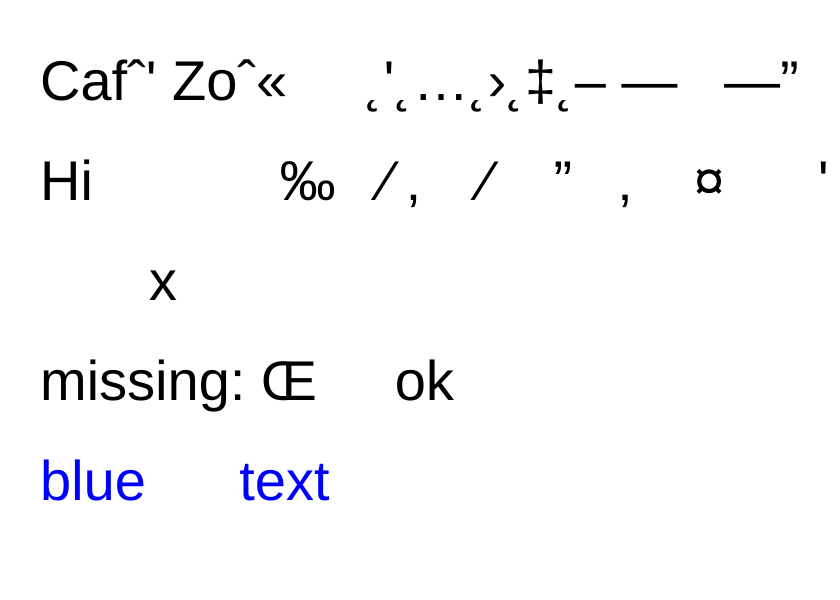 Cafˆ' Zoˆ« ˛'˛…˛›˛‡˛– — —”
Hi ‰ ⁄ , ⁄ ” , ¤ '
x
missing: Œ ok
blue text